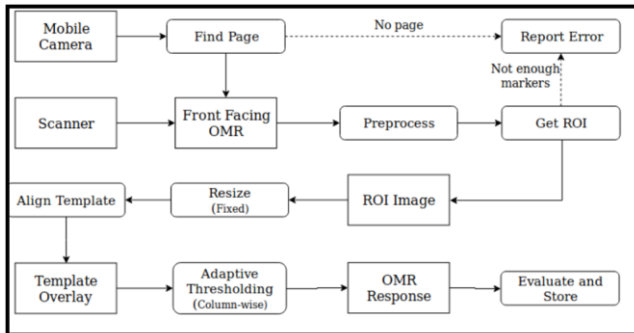 Mobile
Camera
Find Page
No page
Report Error
Not enough
markers
Scanner
Front Facing
OMR
Preprocess
Get ROI
Align Template
Resize
(Fixed)
ROI Image
Template
Overlay
Adaptive
Thresholding
(Column-wise)
OMR
Response
Evaluate and
Store